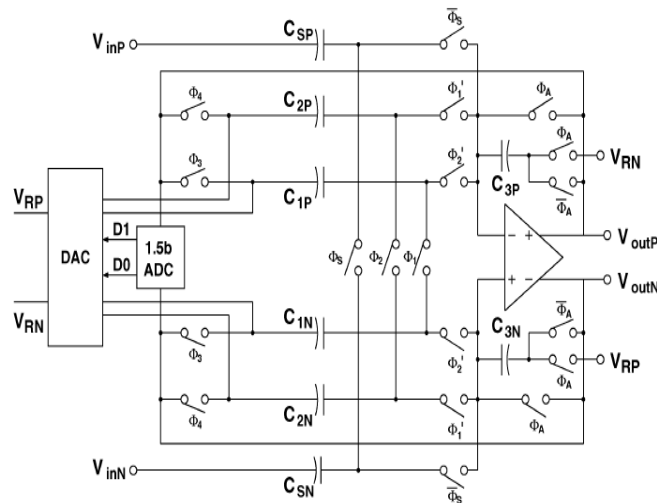 V_inP C_SP Φ̅_S
Φ_4 C_2P Φ_1' Φ_A
Φ_A V_RN
Φ_3 C_1P Φ_2' C_3P Φ̅_A
V_RP
DAC D1 1.5b ADC Φ_S Φ_2 Φ_1 − + V_outP
D0 + − V_outN
V_RN C_1N C_3N Φ̅_A
Φ_3 Φ_2' Φ_A V_RP
Φ_4 C_2N Φ_1' Φ_A
V_inN C_SN Φ̅_S